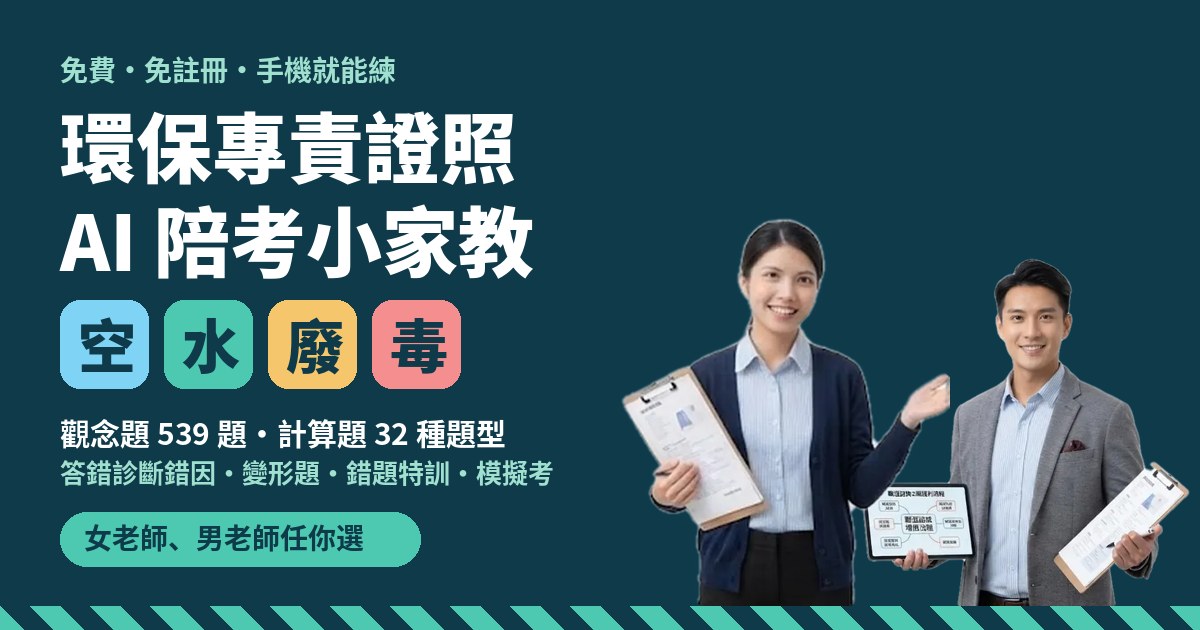 免費・免註冊・手機就能練
環保專責證照
AI 陪考小家教
空 水 廢 毒
觀念題 539 題・計算題 32 種題型
答錯診斷錯因・變形題・錯題特訓・模擬考
女老師、男老師任你選